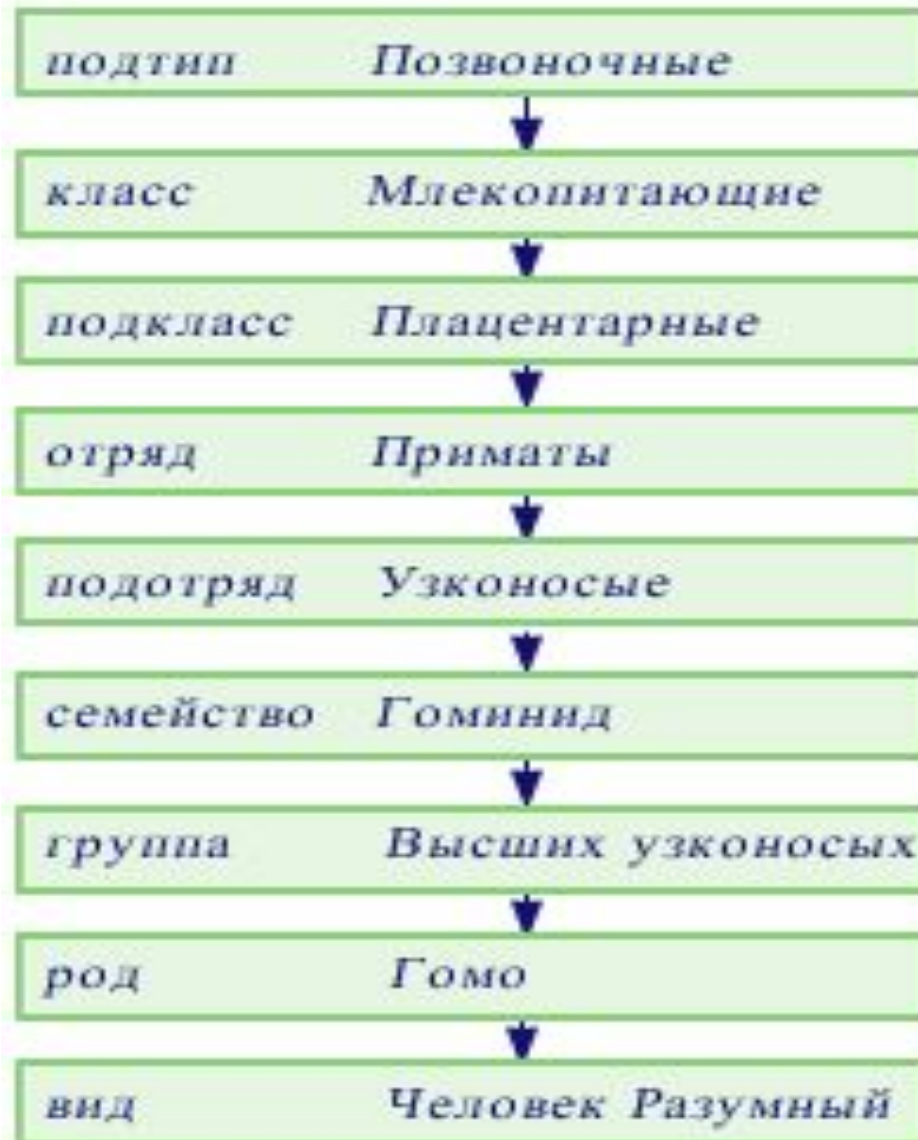 подтип Позвоночные
класс Млекопитающие
подкласс Плацентарные
отряд Приматы
подотряд Узконосые
семейство Гоминид
группа Высших узконосых
род Гомо
вид Человек Разумный